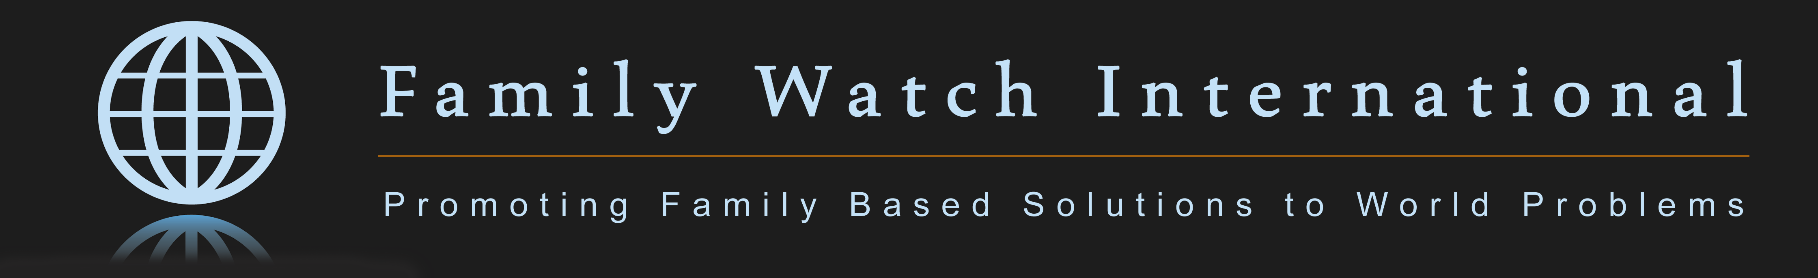 Family Watch International
Promoting Family Based Solutions to World Problems